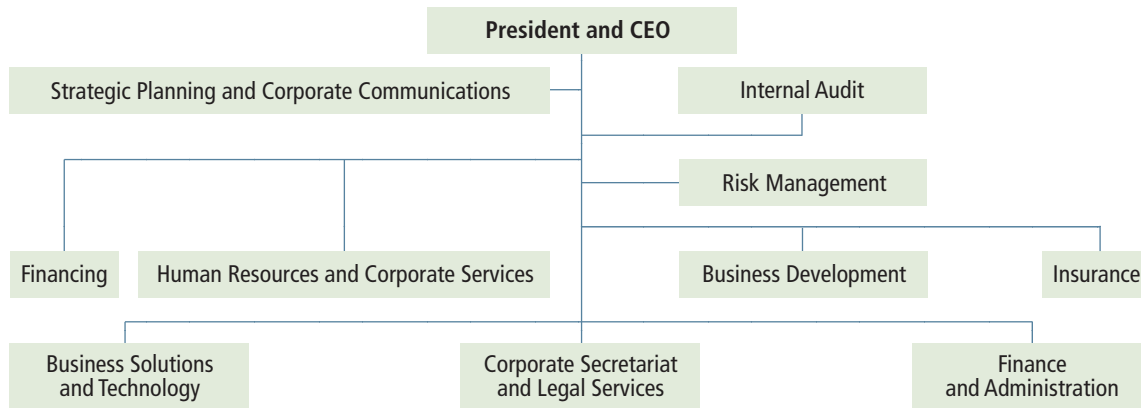 President and CEO
Strategic Planning and Corporate Communications
Internal Audit
Risk Management
Financing
Human Resources and Corporate Services
Business Development
Insurance
Business Solutions
and Technology
Corporate Secretariat
and Legal Services
Finance
and Administration